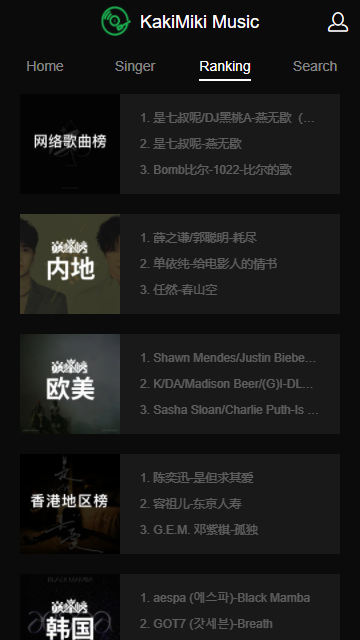 KakiMiki Music
Home Singer Ranking Search
网络歌曲榜
1. 是七叔呢/DJ黑桃A-燕无歇（...
2. 是七叔呢-燕无歇
3. Bomb比尔-1022-比尔的歌
巅峰榜
内地
1. 薛之谦/郭聪明-耗尽
2. 单依纯-给电影人的情书
3. 任然-春山空
巅峰榜
欧美
1. Shawn Mendes/Justin Biebe...
2. K/DA/Madison Beer/(G)I-DL...
3. Sasha Sloan/Charlie Puth-Is ...
香港地区榜
1. 陈奕迅-是但求其爱
2. 容祖儿-东京人寿
3. G.E.M. 邓紫棋-孤独
巅峰榜
韩国
1. aespa (에스파)-Black Mamba
2. GOT7 (갓세븐)-Breath